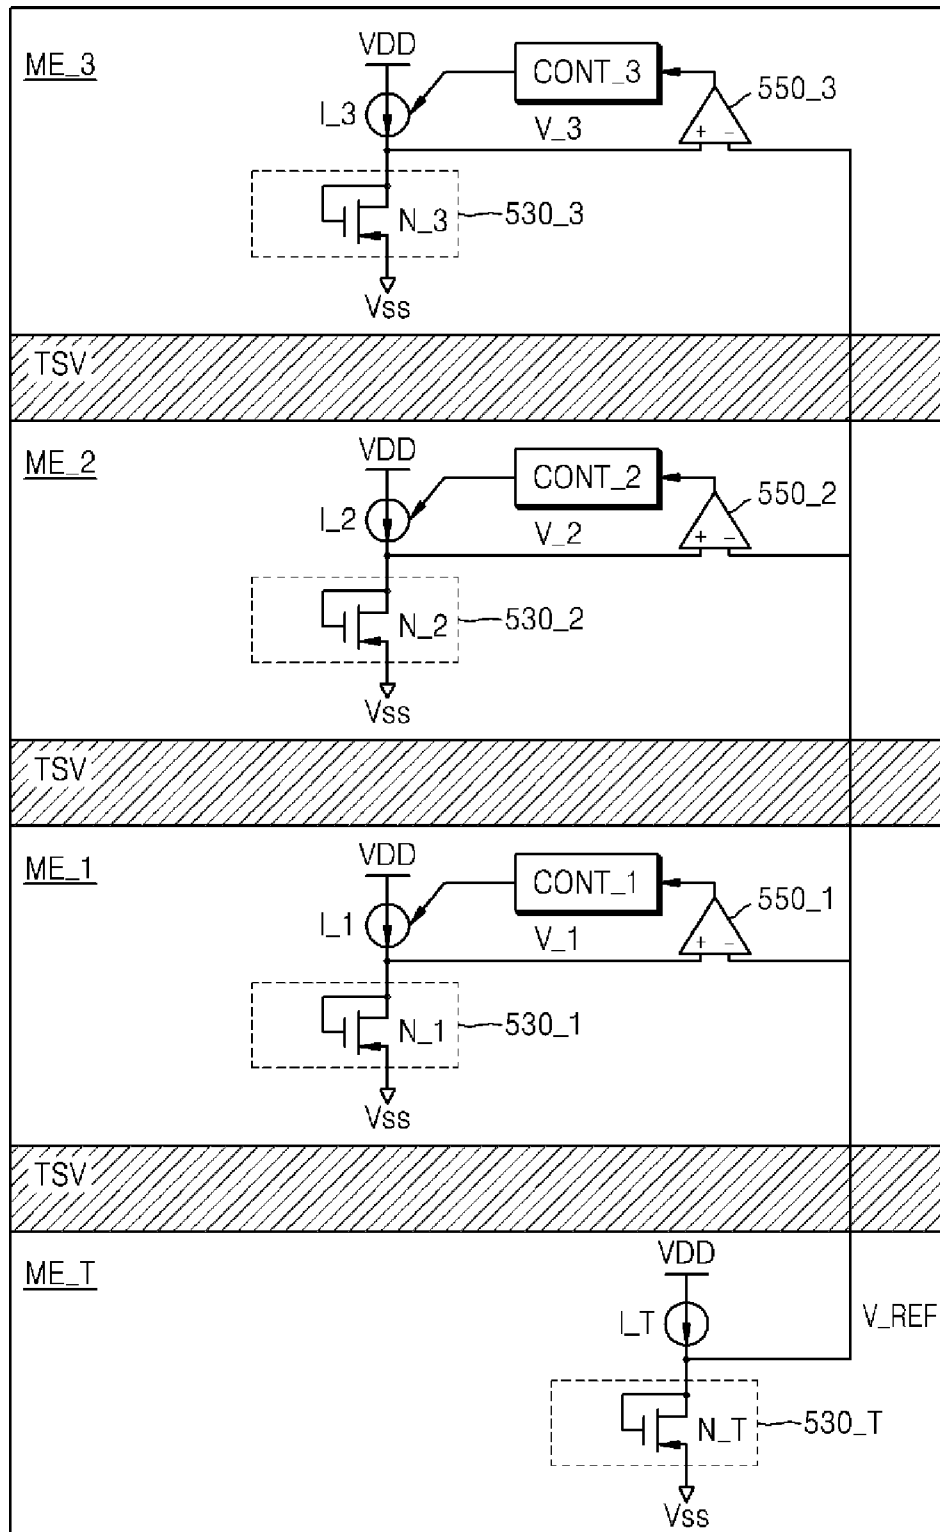 ME_3
VDD
CONT_3
550_3
I_3
V_3
+ −
N_3
530_3
Vss
TSV
ME_2
VDD
CONT_2
550_2
I_2
V_2
+ −
N_2
530_2
Vss
TSV
ME_1
VDD
CONT_1
550_1
I_1
V_1
+ −
N_1
530_1
Vss
TSV
ME_T
VDD
I_T
V_REF
N_T
530_T
Vss